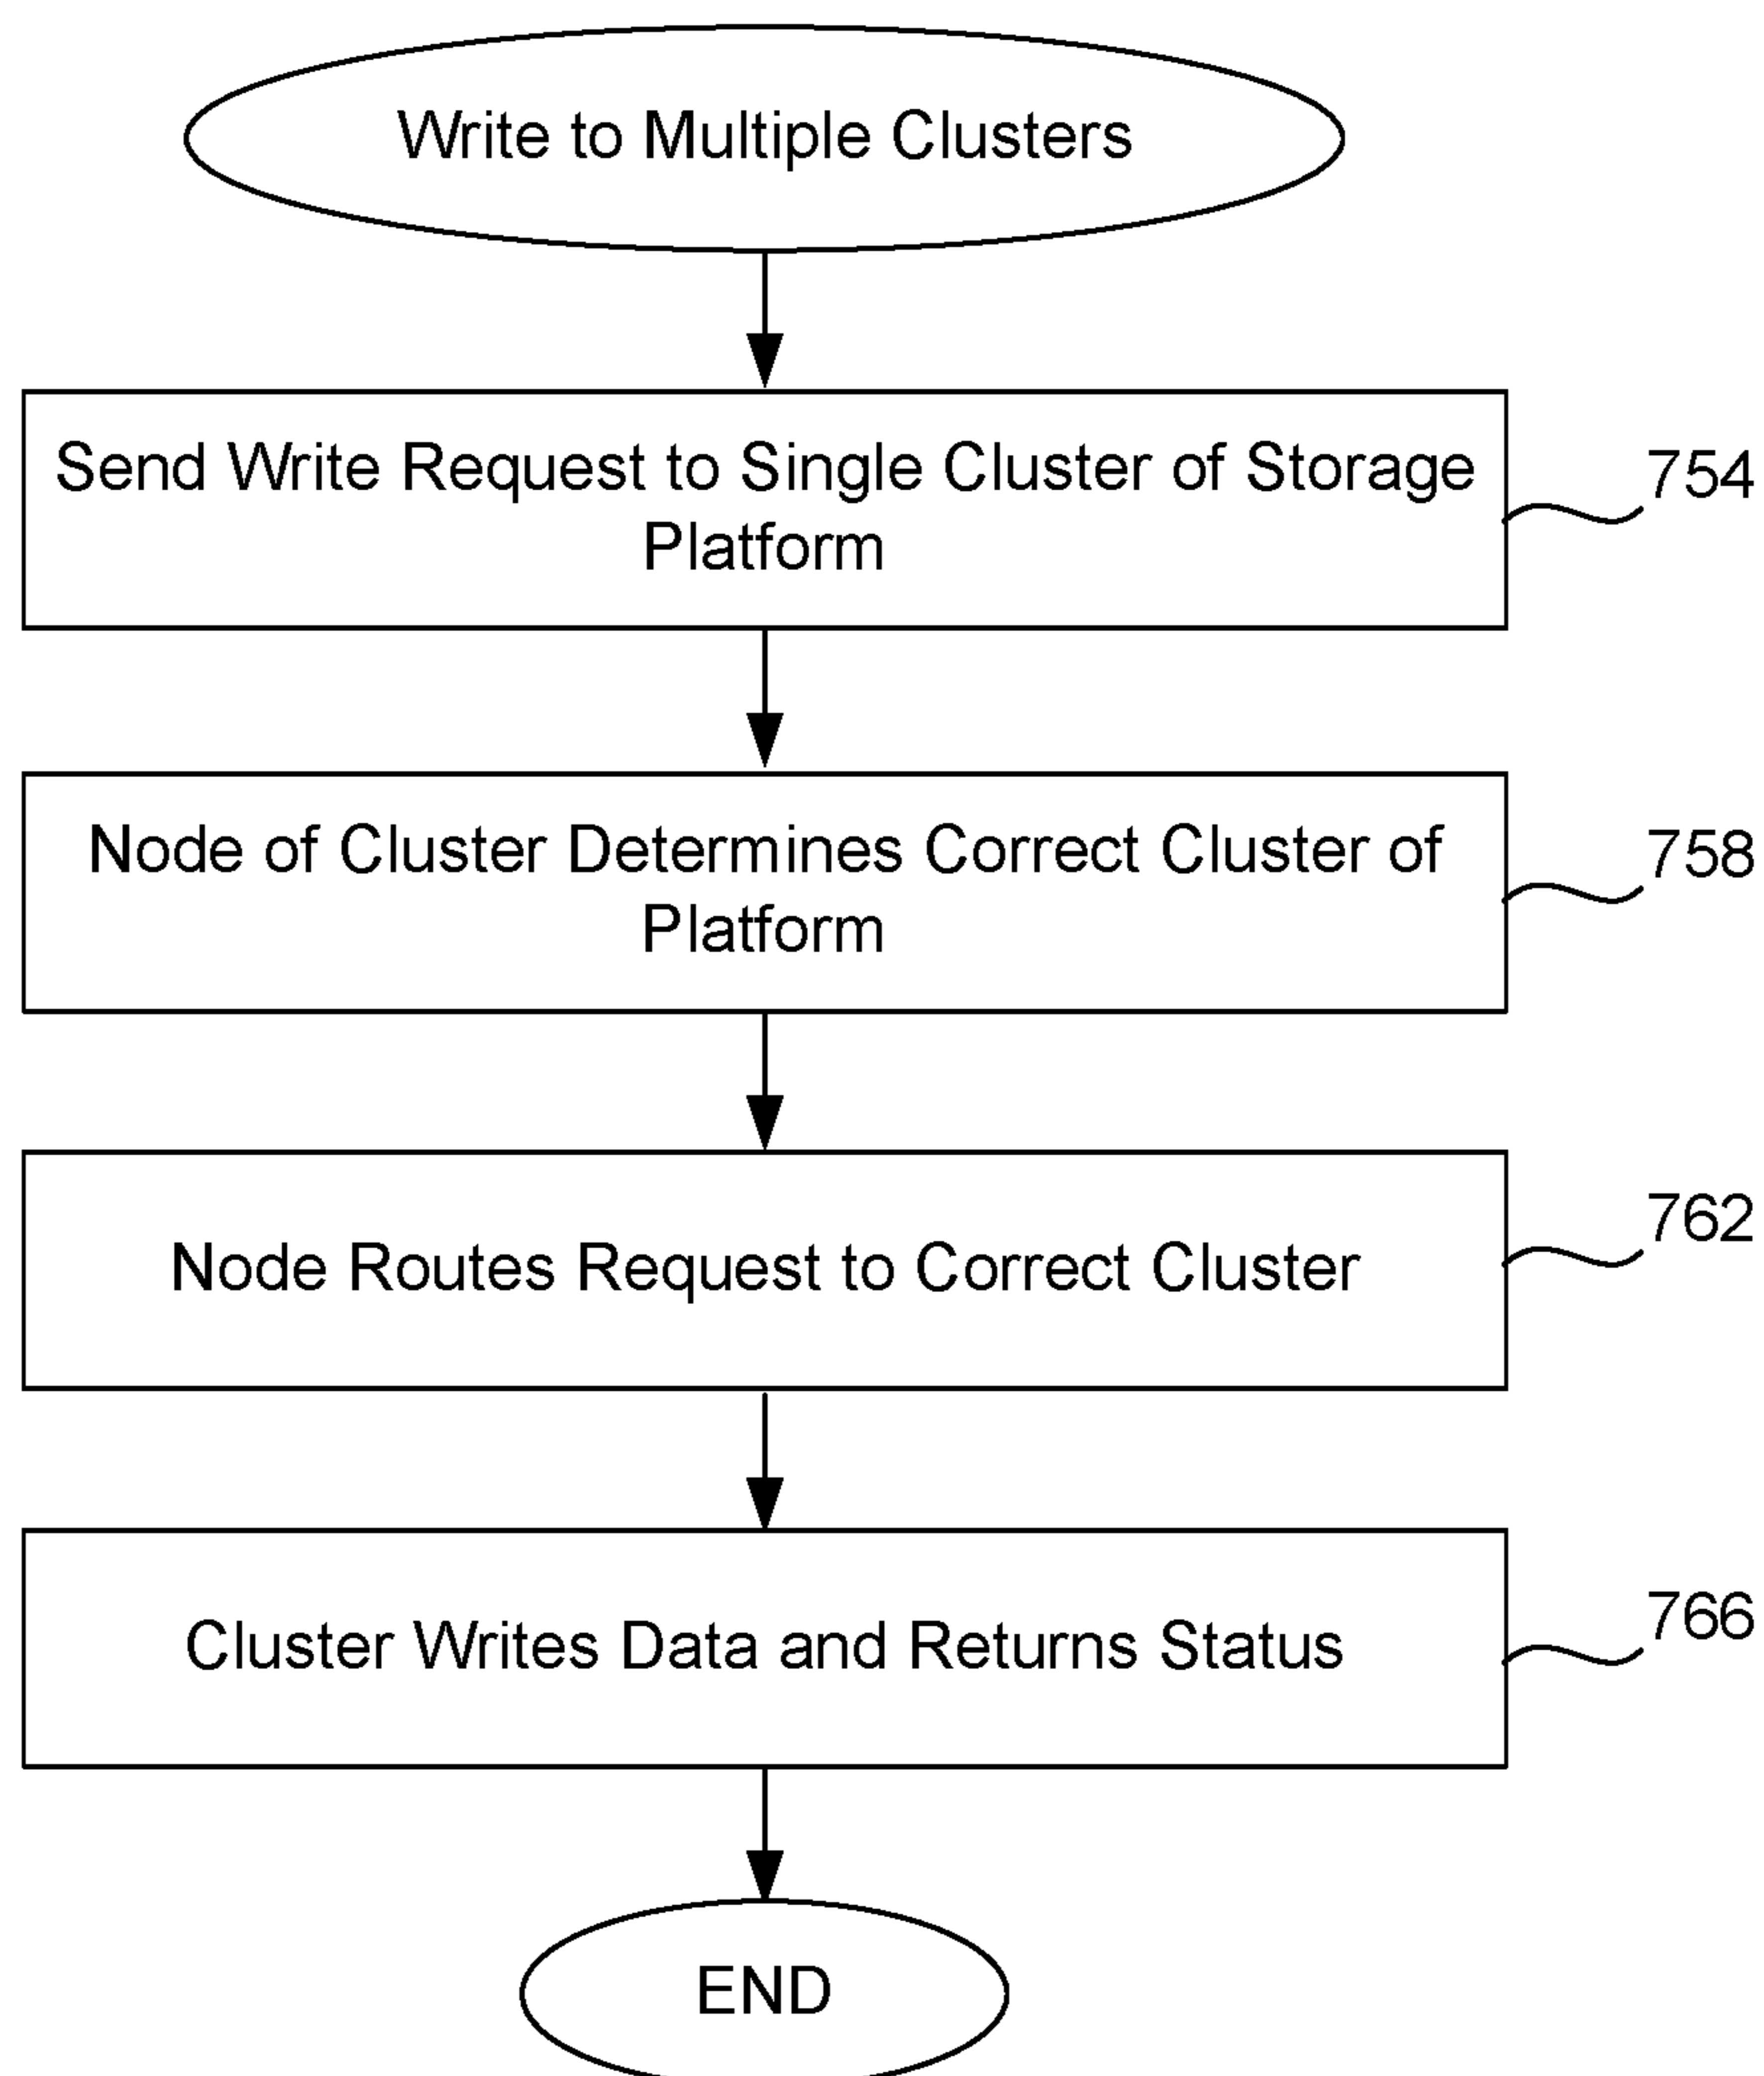 Write to Multiple Clusters
Send Write Request to Single Cluster of Storage
Platform
754
Node of Cluster Determines Correct Cluster of
Platform
758
Node Routes Request to Correct Cluster
762
Cluster Writes Data and Returns Status
766
END